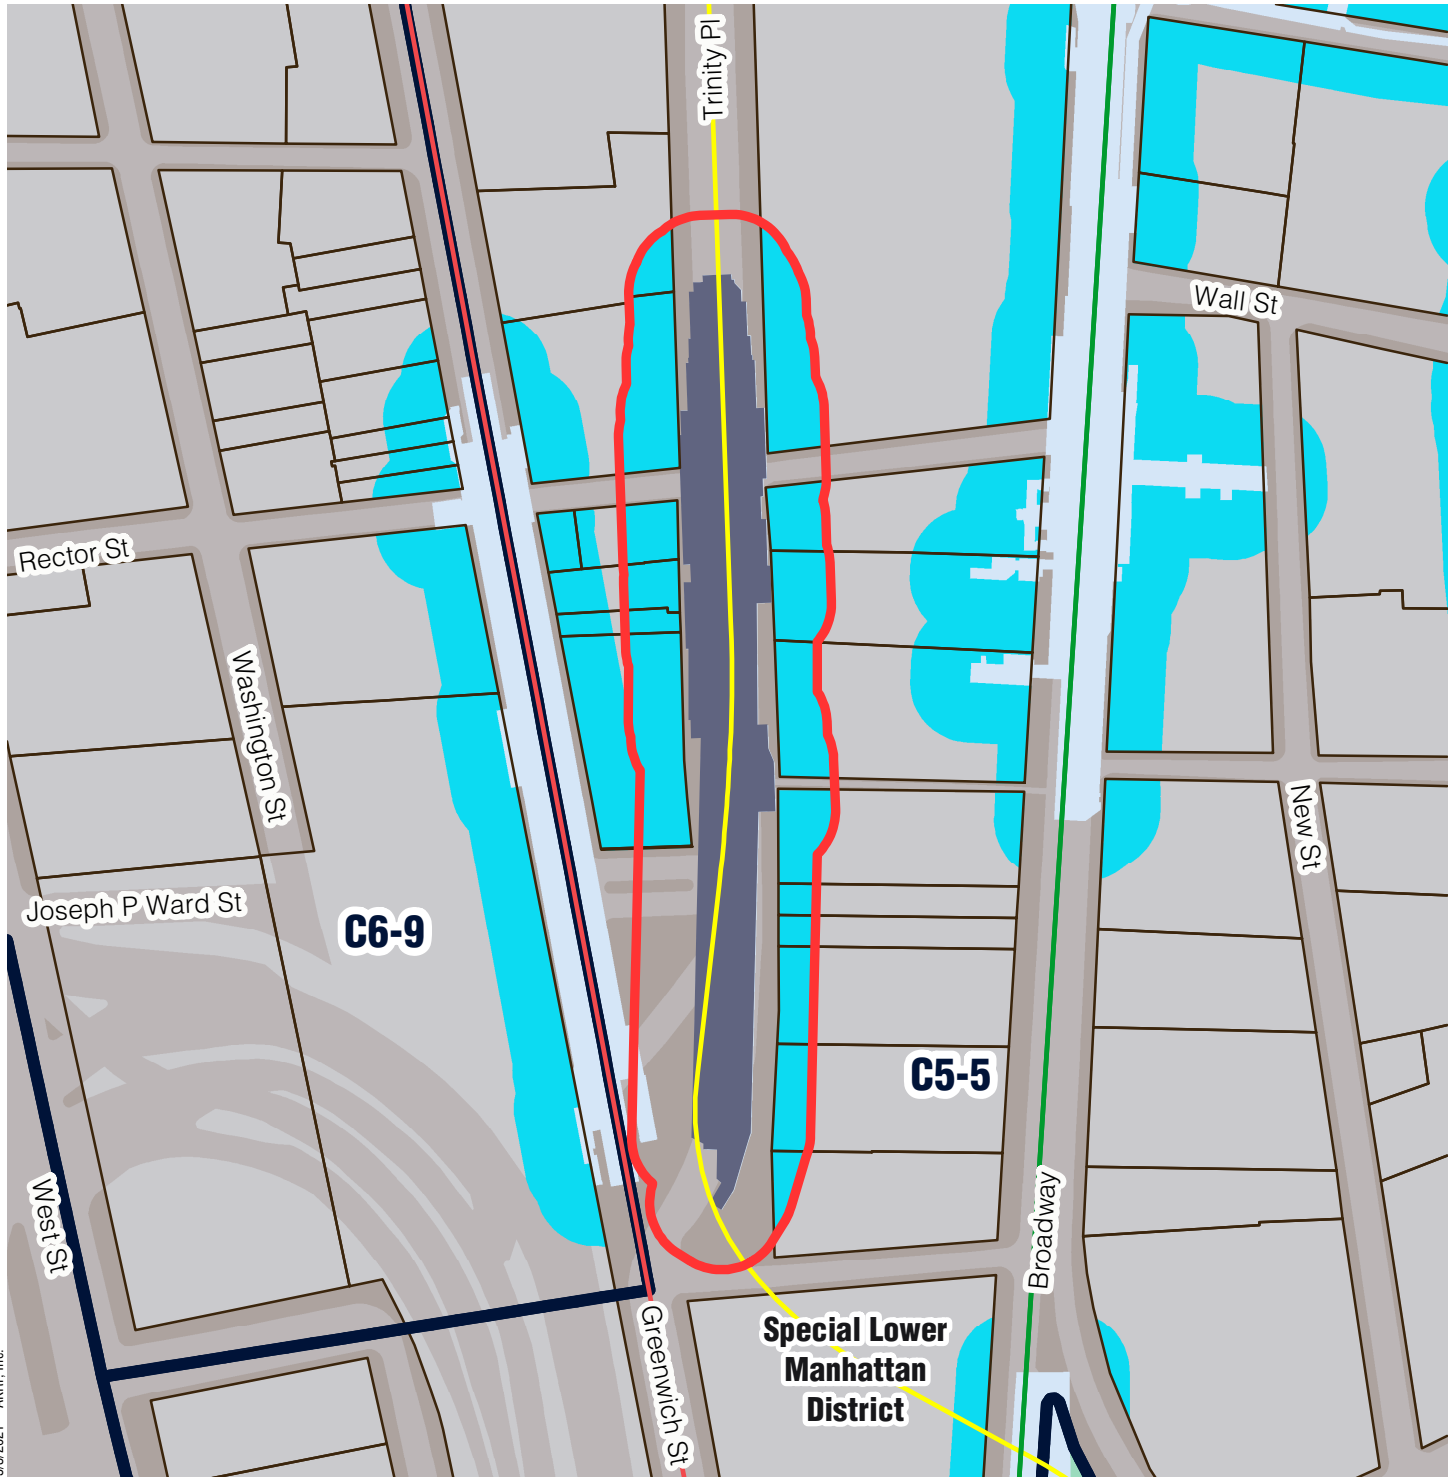 Trinity Pl
Wall St
Rector St
Washington St
New St
Joseph P Ward St
C6-9
C5-5
West St
Broadway
Greenwich St
Special Lower
Manhattan
District